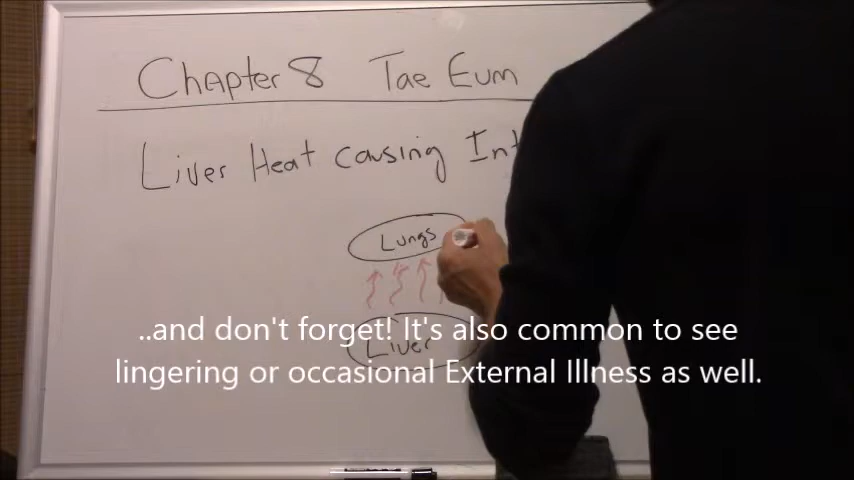 Chapter 8 Tae Eum
Liver Heat causing Int
Lungs
Liver
..and don't forget! It's also common to see
lingering or occasional External Illness as well.